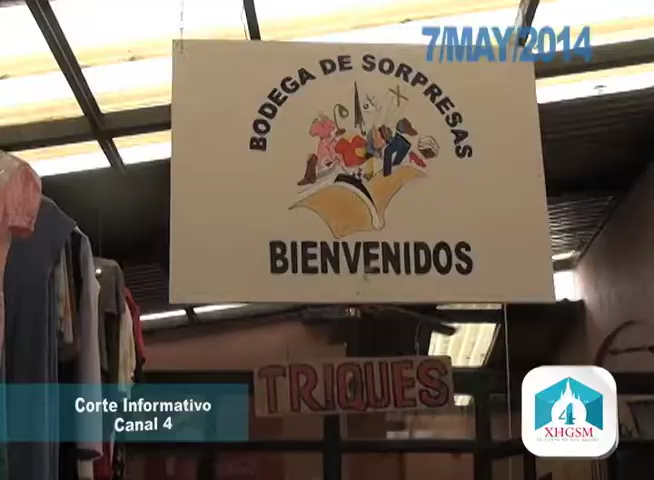 7/MAY/2014
BODEGA DE SORPRESAS
BIENVENIDOS
TRIQUES
Corte Informativo
Canal 4
4
XHGSM